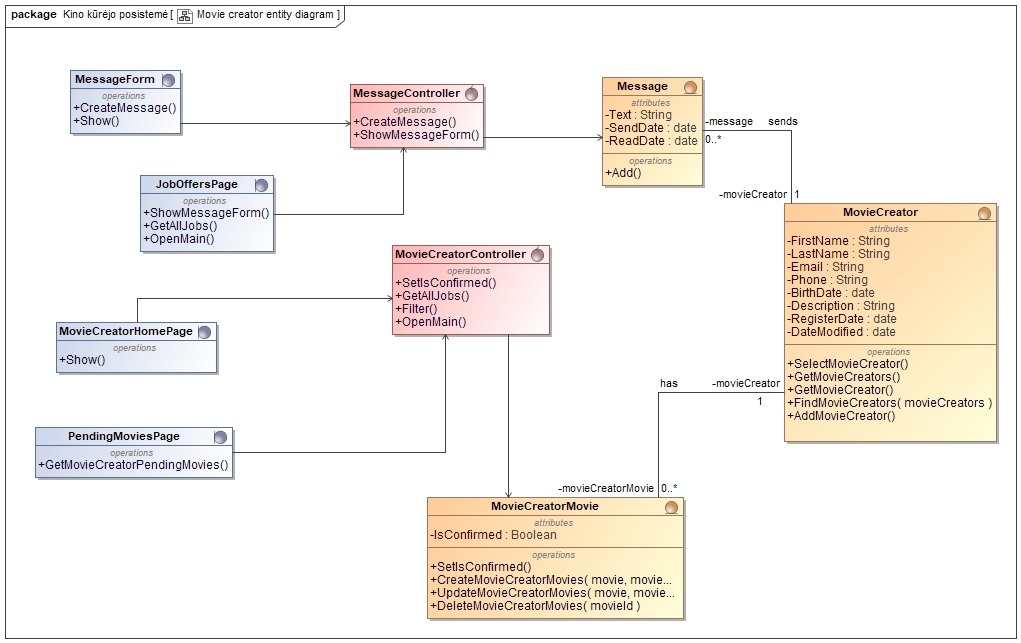 package Kino kūrėjo posistemė [ Movie creator entity diagram ]
MessageForm
operations
+CreateMessage()
+Show()
MessageController
operations
+CreateMessage()
+ShowMessageForm()
Message
attributes
-Text : String
-SendDate : date
-ReadDate : date
operations
+Add()
-message
sends
0..*
-movieCreator
1
JobOffersPage
operations
+ShowMessageForm()
+GetAllJobs()
+OpenMain()
MovieCreator
attributes
-FirstName : String
-LastName : String
-Email : String
-Phone : String
-BirthDate : date
-Description : String
-RegisterDate : date
-DateModified : date
operations
+SelectMovieCreator()
+GetMovieCreators()
+GetMovieCreator()
+FindMovieCreators( movieCreators )
+AddMovieCreator()
MovieCreatorController
operations
+SetIsConfirmed()
+GetAllJobs()
+Filter()
+OpenMain()
MovieCreatorHomePage
operations
+Show()
has
-movieCreator
1
PendingMoviesPage
operations
+GetMovieCreatorPendingMovies()
-movieCreatorMovie
0..*
MovieCreatorMovie
attributes
-IsConfirmed : Boolean
operations
+SetIsConfirmed()
+CreateMovieCreatorMovies( movie, movie...
+UpdateMovieCreatorMovies( movie, movie...
+DeleteMovieCreatorMovies( movieId )